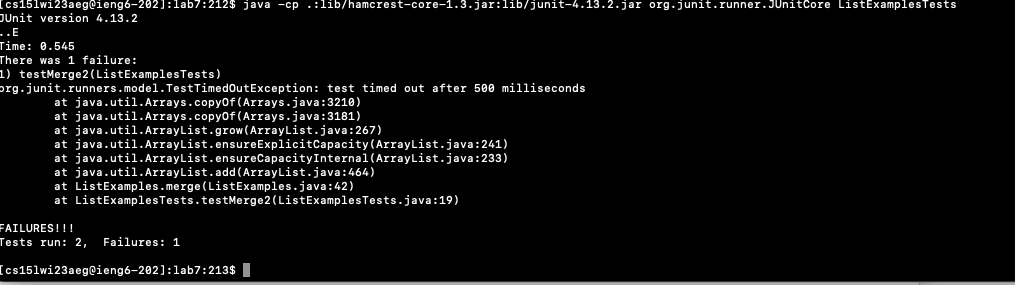 [cs15lwi23aeg@ieng6-202]:lab7:212$ java -cp .:lib/hamcrest-core-1.3.jar:lib/junit-4.13.2.jar org.junit.runner.JUnitCore ListExamplesTests
JUnit version 4.13.2
..E
Time: 0.545
There was 1 failure:
1) testMerge2(ListExamplesTests)
org.junit.runners.model.TestTimedOutException: test timed out after 500 milliseconds
        at java.util.Arrays.copyOf(Arrays.java:3210)
        at java.util.Arrays.copyOf(Arrays.java:3181)
        at java.util.ArrayList.grow(ArrayList.java:267)
        at java.util.ArrayList.ensureExplicitCapacity(ArrayList.java:241)
        at java.util.ArrayList.ensureCapacityInternal(ArrayList.java:233)
        at java.util.ArrayList.add(ArrayList.java:464)
        at ListExamples.merge(ListExamples.java:42)
        at ListExamplesTests.testMerge2(ListExamplesTests.java:19)
FAILURES!!!
Tests run: 2,  Failures: 1
[cs15lwi23aeg@ieng6-202]:lab7:213$